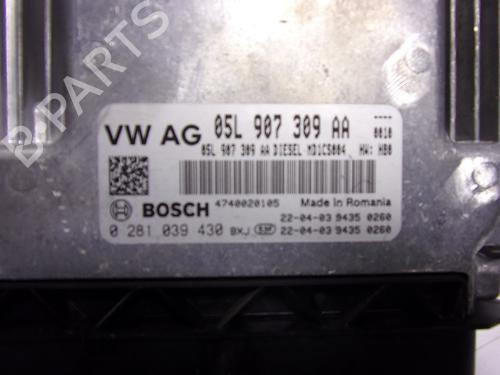 B-PARTS
VW AG 05L 907 309 AA ----
0010
05L 907 309 AA DIESEL MD1CS004 HW: H80
4740020105 Made in Romania
BOSCH 22-04-03 9435 0260
0 281 039 430 BXJ 22-04-03 9435 0260